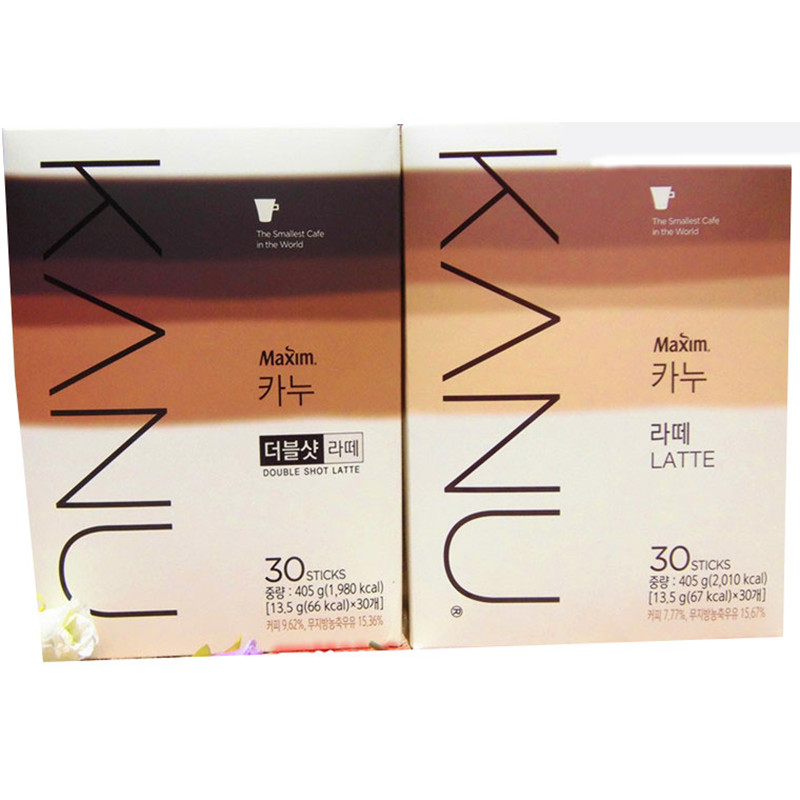 KANU
The Smallest Cafe
in the World
Maxim.
카누
더블샷 라떼
DOUBLE SHOT LATTE
30 STICKS
중량 : 405 g(1,980 kcal)
[13.5 g(66 kcal)×30개]
커피 9.62%, 무지방농축우유 15.36%
KANU
The Smallest Cafe
in the World
Maxim.
카누
라떼
LATTE
30 STICKS
중량 : 405 g(2,010 kcal)
[13.5 g(67 kcal)×30개]
커피 7.77%, 무지방농축우유 15.67%